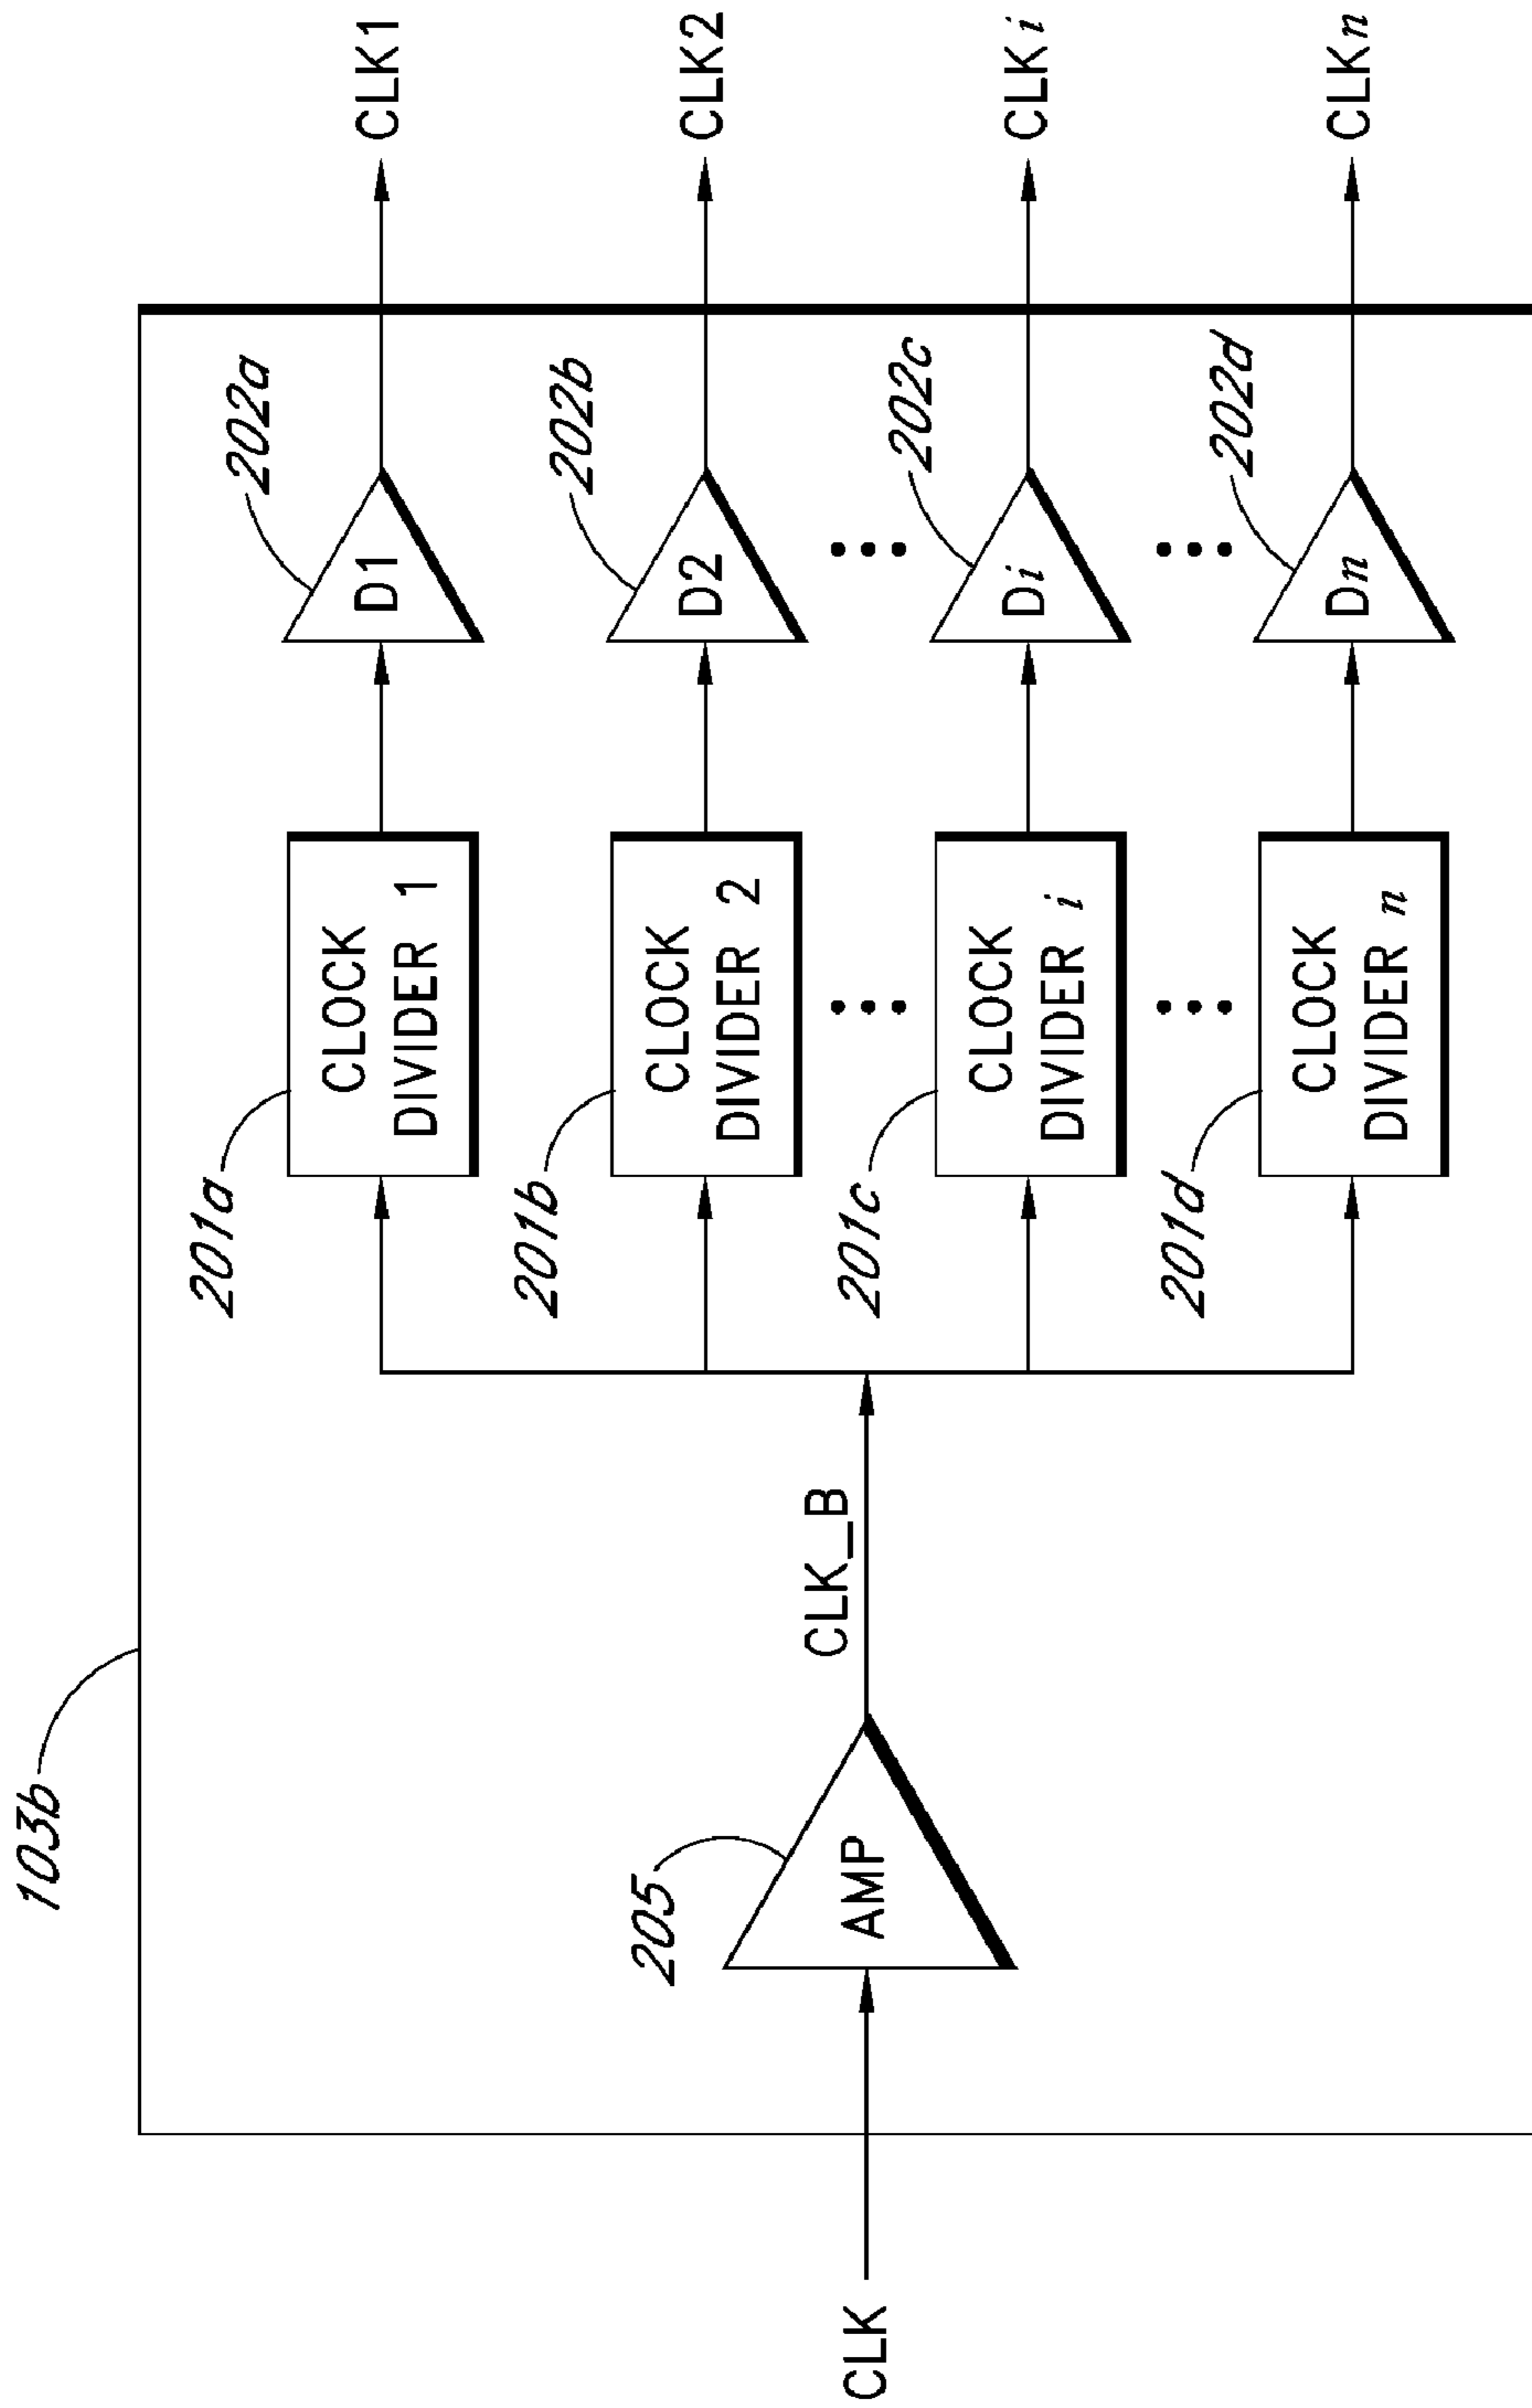 103b
CLK
205
AMP
CLK_B
201a
CLOCK
DIVIDER 1
202a
D1
CLK1
201b
CLOCK
DIVIDER 2
202b
D2
CLK2
201c
CLOCK
DIVIDER i
202c
Di
CLKi
201d
CLOCK
DIVIDER n
202d
Dn
CLKn